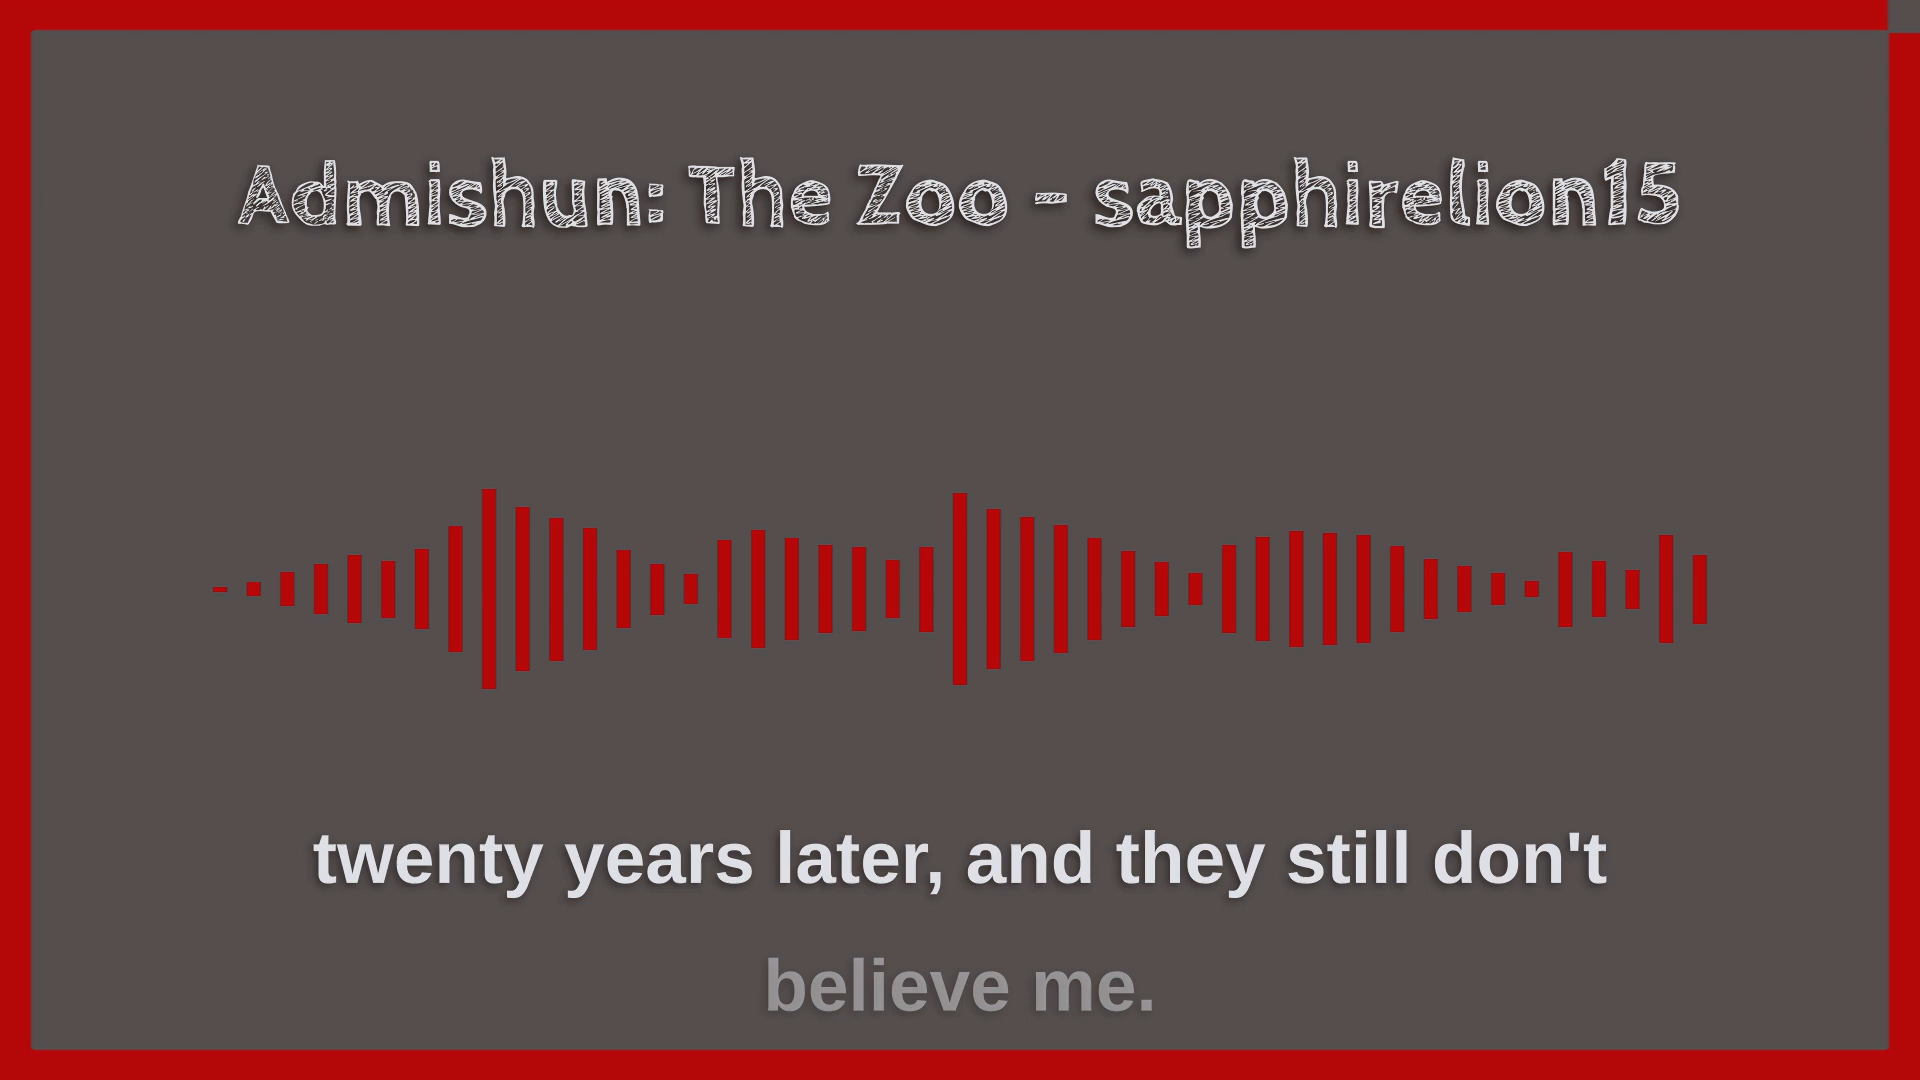 Admishun: The Zoo - sapphirelion15
twenty years later, and they still don't
believe me.